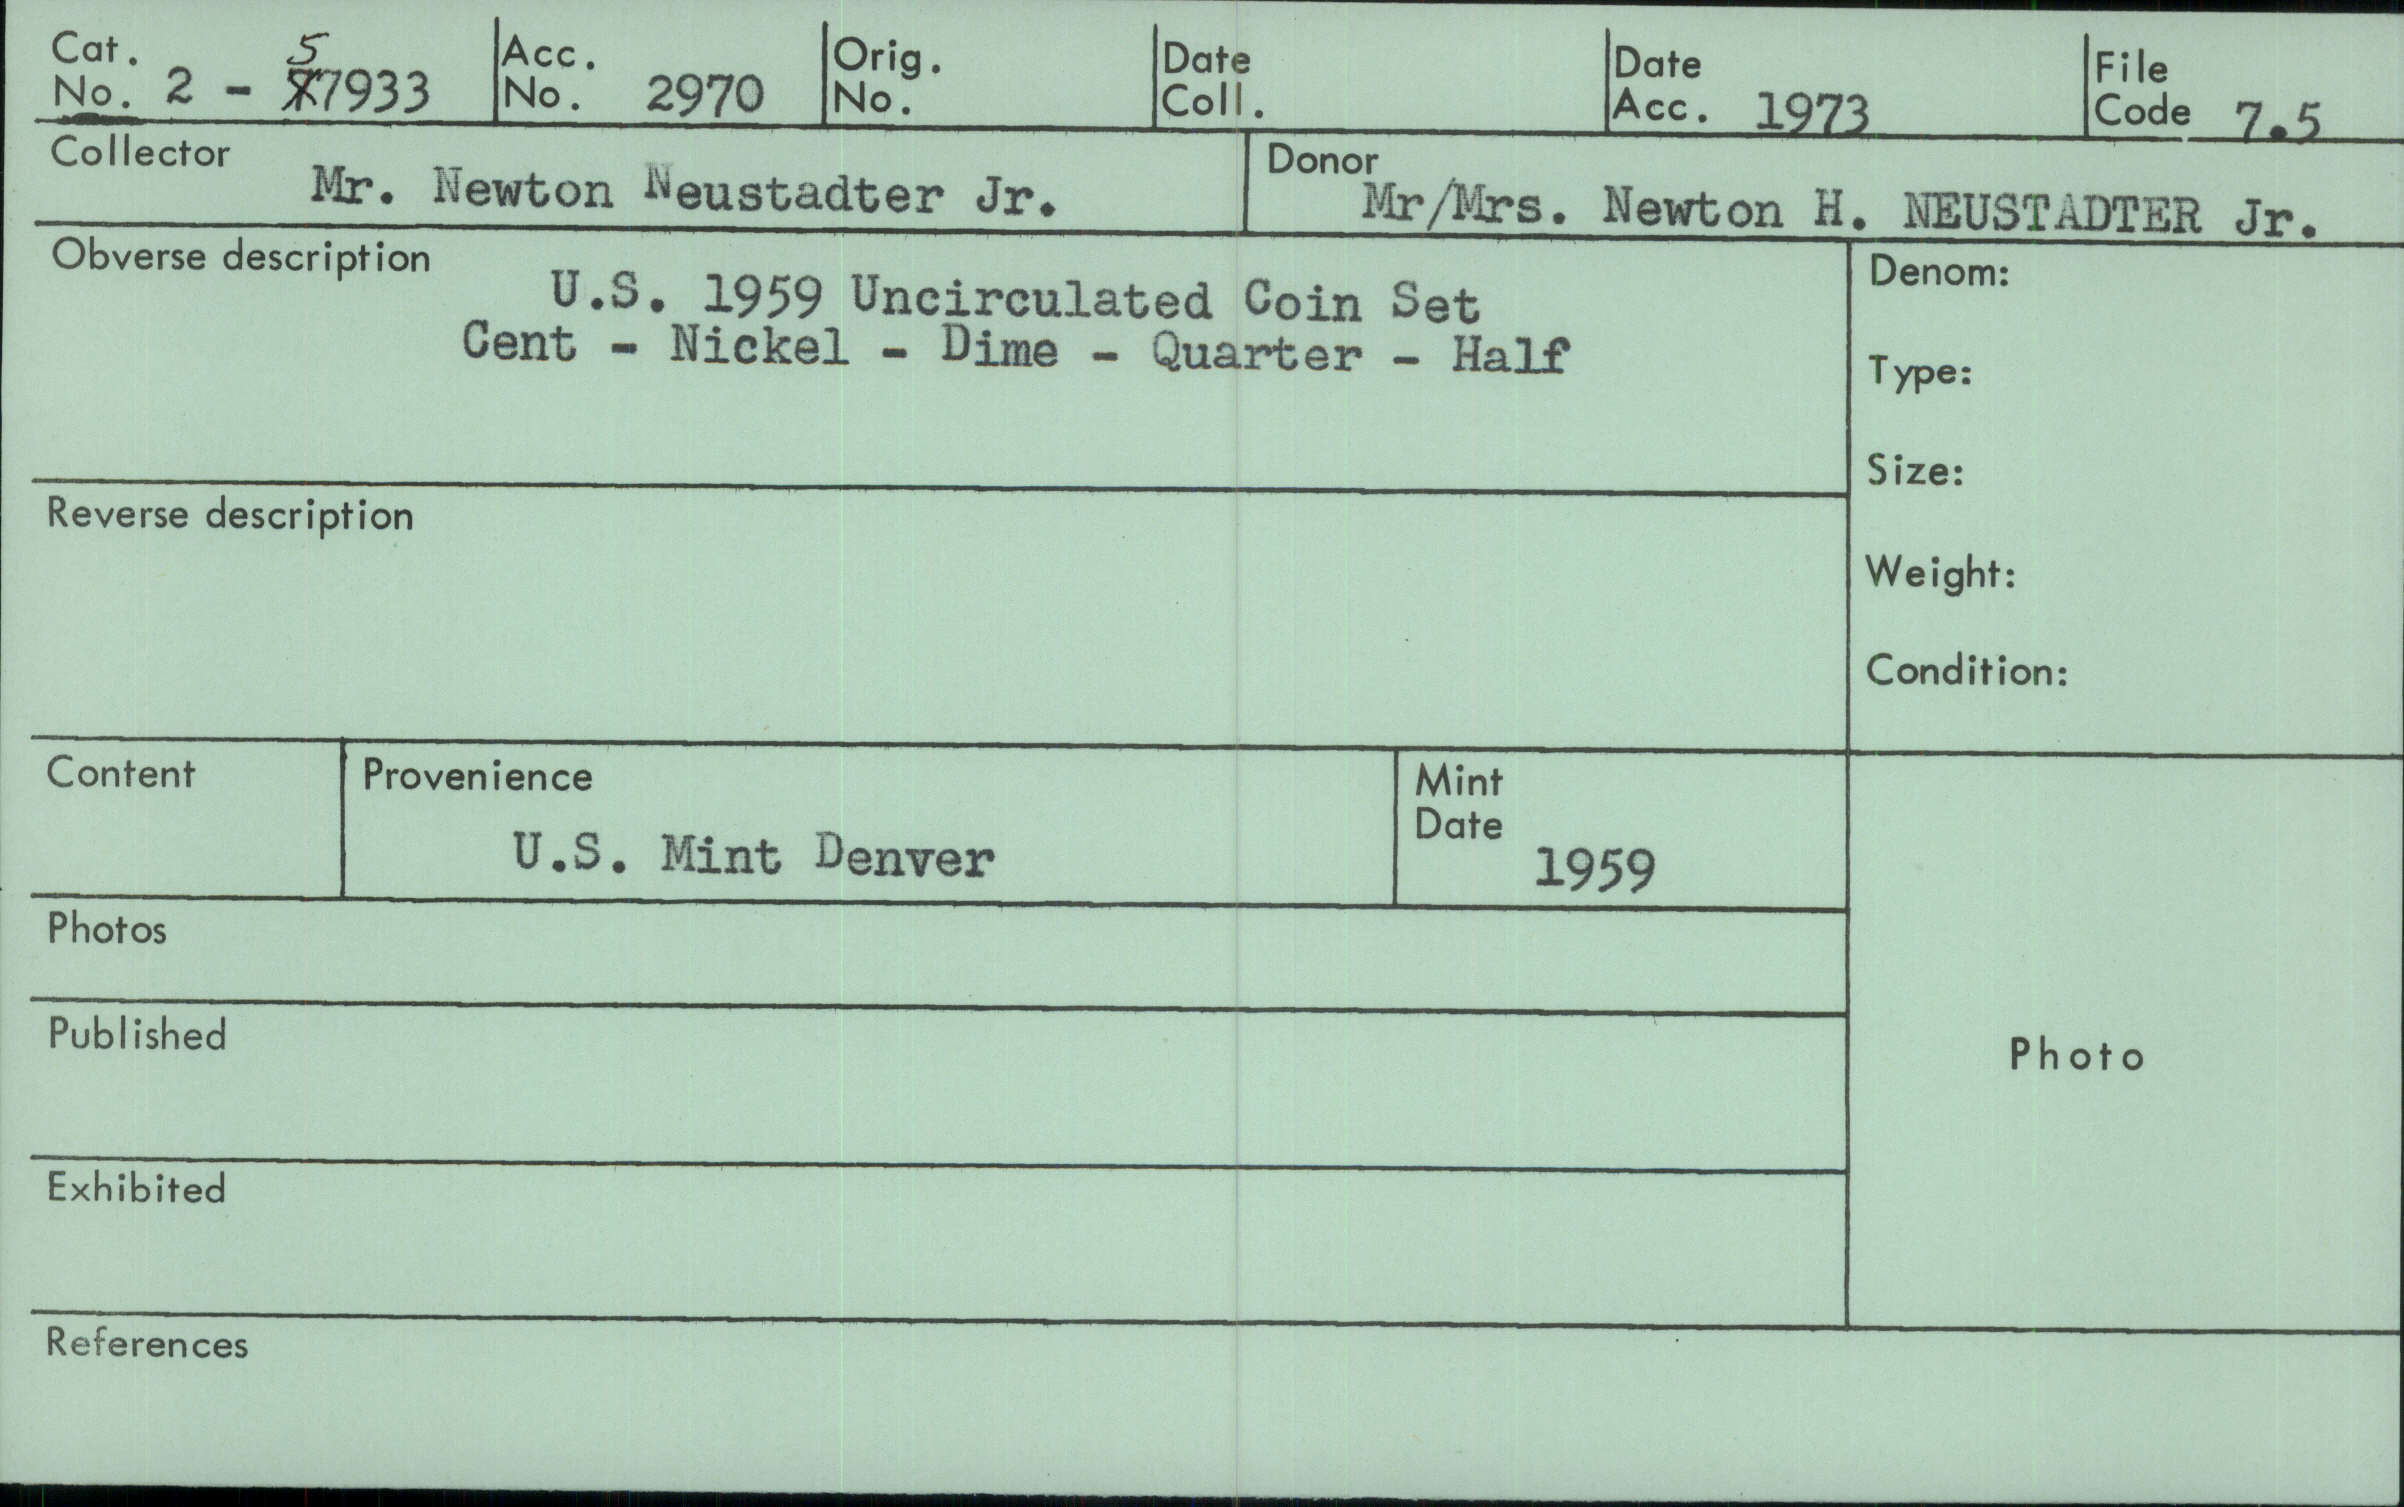 Cat. No. 2 - 57933
Acc. No. 2970
Orig. No.
Date Coll.
Date Acc. 1973
File Code 7.5
Collector Mr. Newton Neustadter Jr.
Donor Mr/Mrs. Newton H. NEUSTADTER Jr.
Obverse description
U.S. 1959 Uncirculated Coin Set
Cent - Nickel - Dime - Quarter - Half
Denom:
Type:
Size:
Weight:
Condition:
Reverse description
Content
Provenience
U.S. Mint Denver
Mint Date
1959
Photos
Published
Photo
Exhibited
References